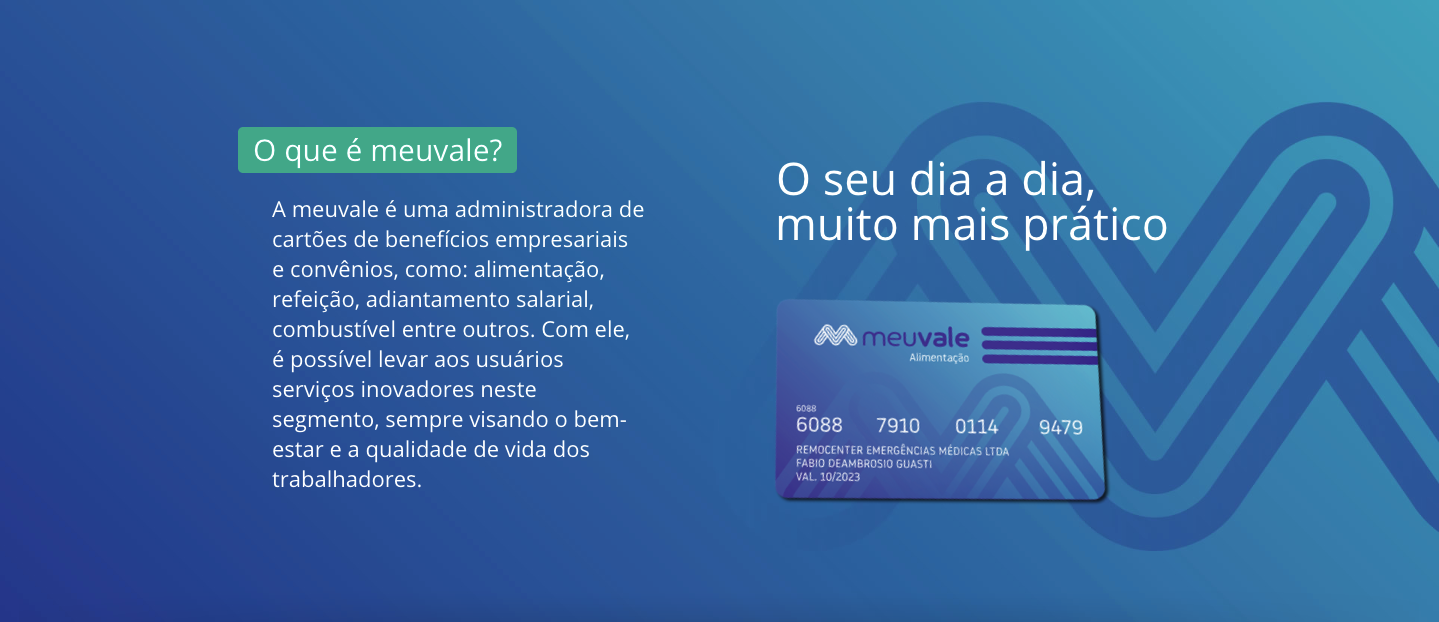 O que é meuvale?
A meuvale é uma administradora de
cartões de benefícios empresariais
e convênios, como: alimentação,
refeição, adiantamento salarial,
combustível entre outros. Com ele,
é possível levar aos usuários
serviços inovadores neste
segmento, sempre visando o bem-
estar e a qualidade de vida dos
trabalhadores.
O seu dia a dia,
muito mais prático
meuvale
Alimentação
6088
6088 7910 0114 9479
REMOCENTER EMERGÊNCIAS MÉDICAS LTDA
FABIO DEAMBROSIO GUASTI
VAL. 10/2023